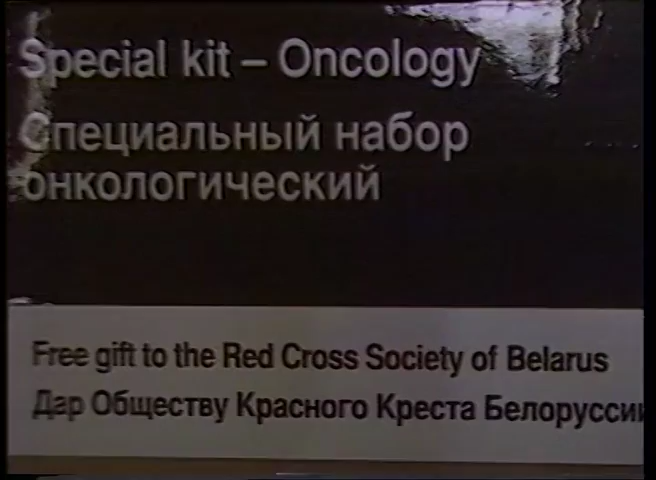 Special kit – Oncology
Специальный набор
онкологический
Free gift to the Red Cross Society of Belarus
Дар Обществу Красного Креста Белоруссии